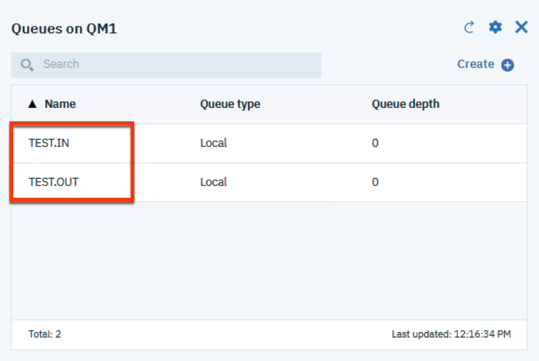 Queues on QM1
Search
Create
Name Queue type Queue depth
TEST.IN Local 0
TEST.OUT Local 0
Total: 2 Last updated: 12:16:34 PM